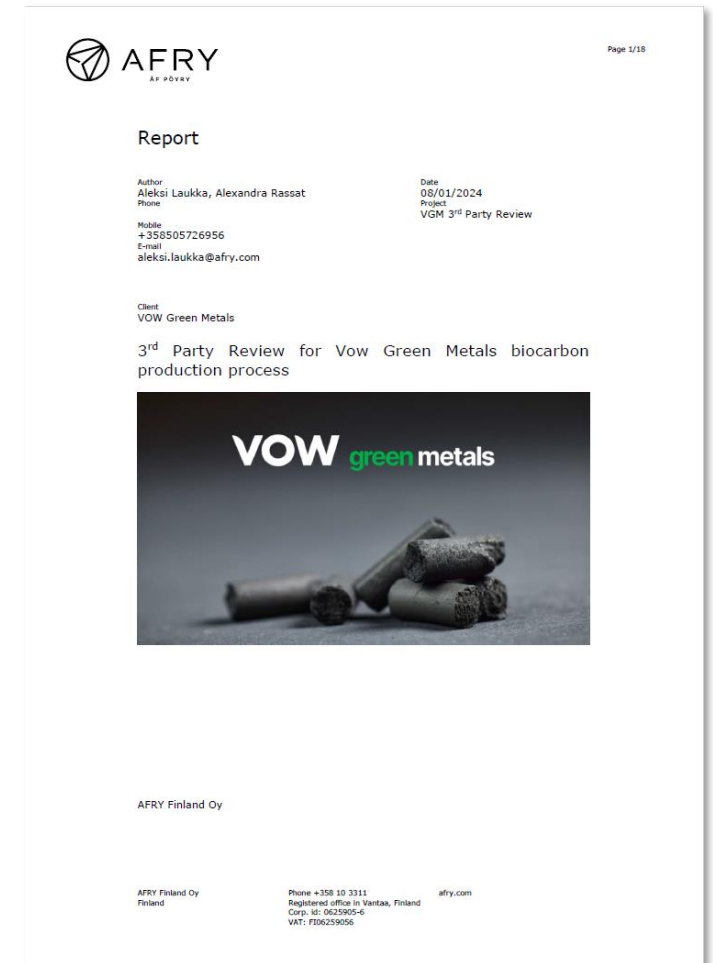 AFRY
ÅF PÖYRY
Page 1/18
Report
Author
Aleksi Laukka, Alexandra Rassat
Phone
Mobile
+358505726956
E-mail
aleksi.laukka@afry.com
Date
08/01/2024
Project
VGM 3rd Party Review
Client
VOW Green Metals
3rd Party Review for Vow Green Metals biocarbon
production process
VOW green metals
AFRY Finland Oy
AFRY Finland Oy
Finland
Phone +358 10 3311
Registered office in Vantaa, Finland
Corp. id: 0625905-6
VAT: FI06259056
afry.com